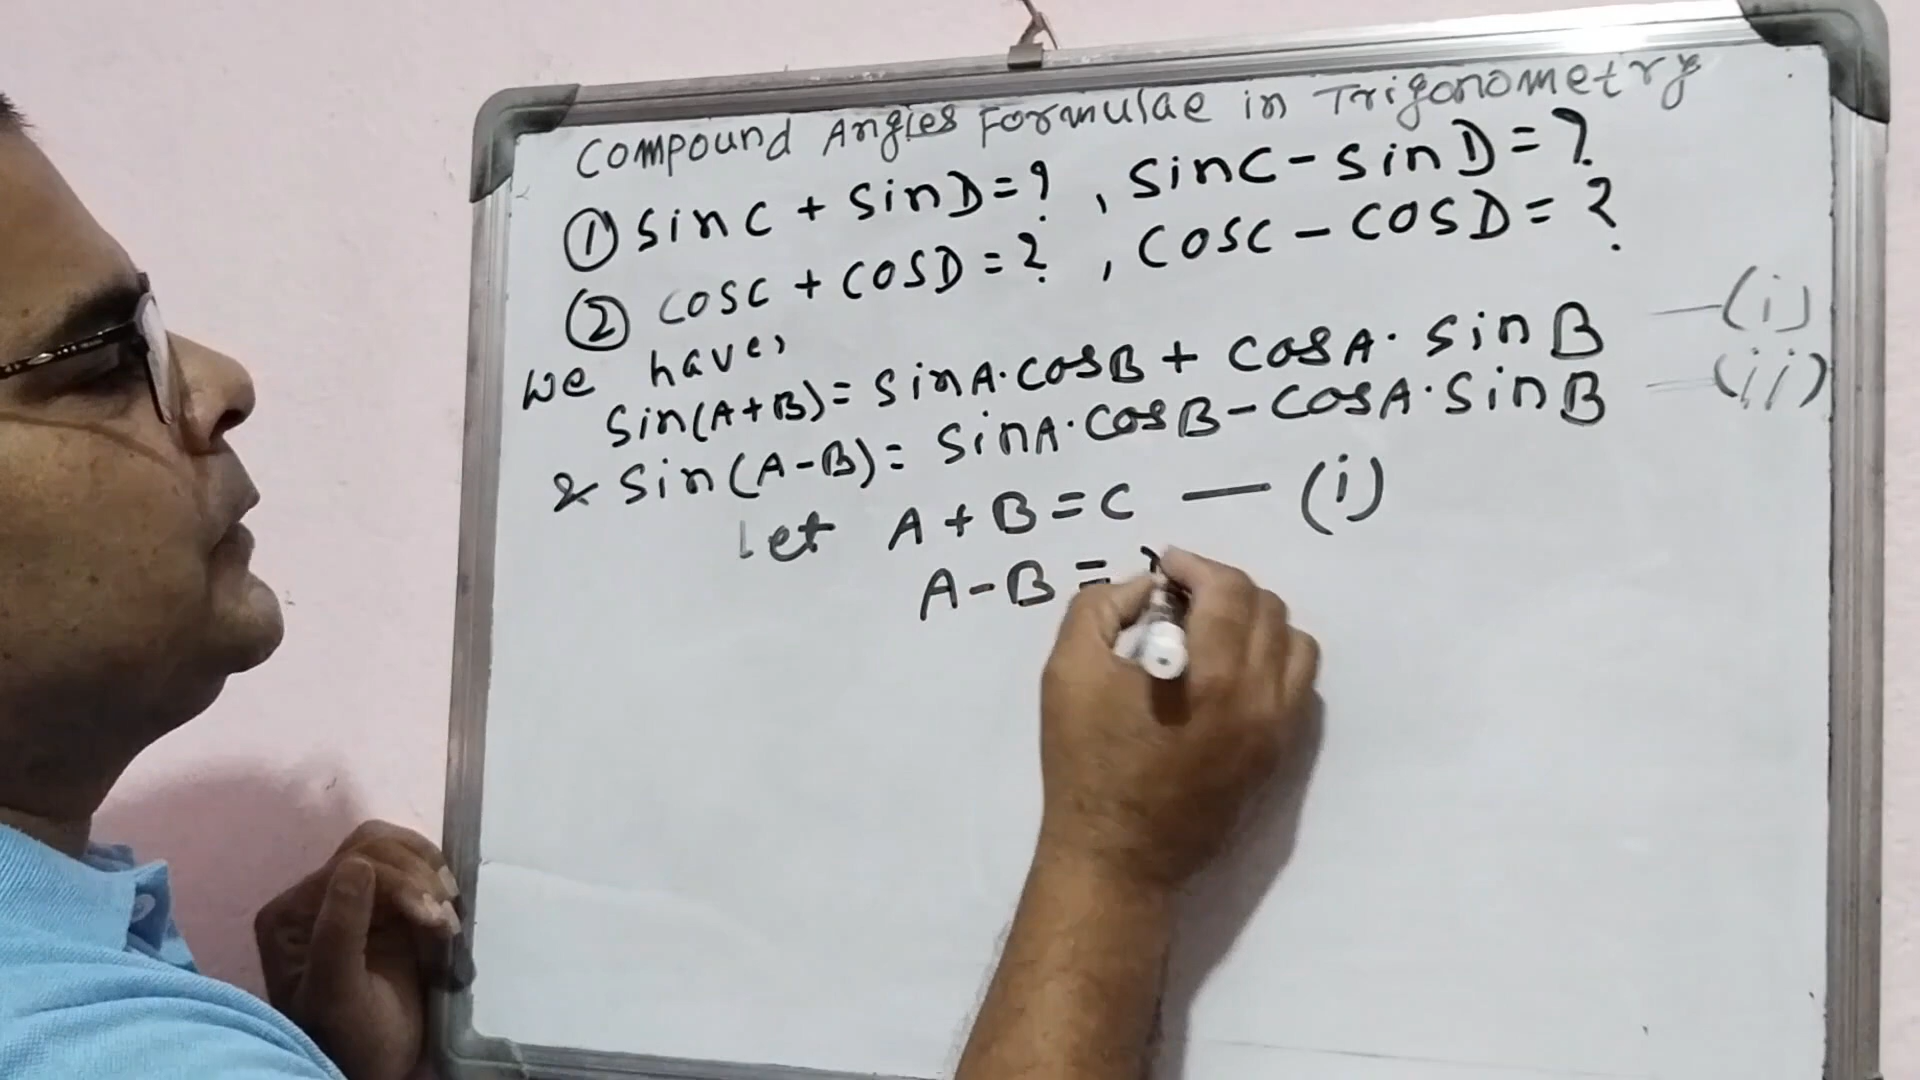 Compound Angles Formulae in Trigonometry
① sinC + sinD = ? , sinC - sinD = ?
② cosC + cosD = ? , cosC - cosD = ?
We have,
sin(A+B) = sinA·cosB + cosA·sinB —(i)
& sin(A-B) = sinA·cosB - cosA·sinB —(ii)
Let A + B = C — (i)
A - B =